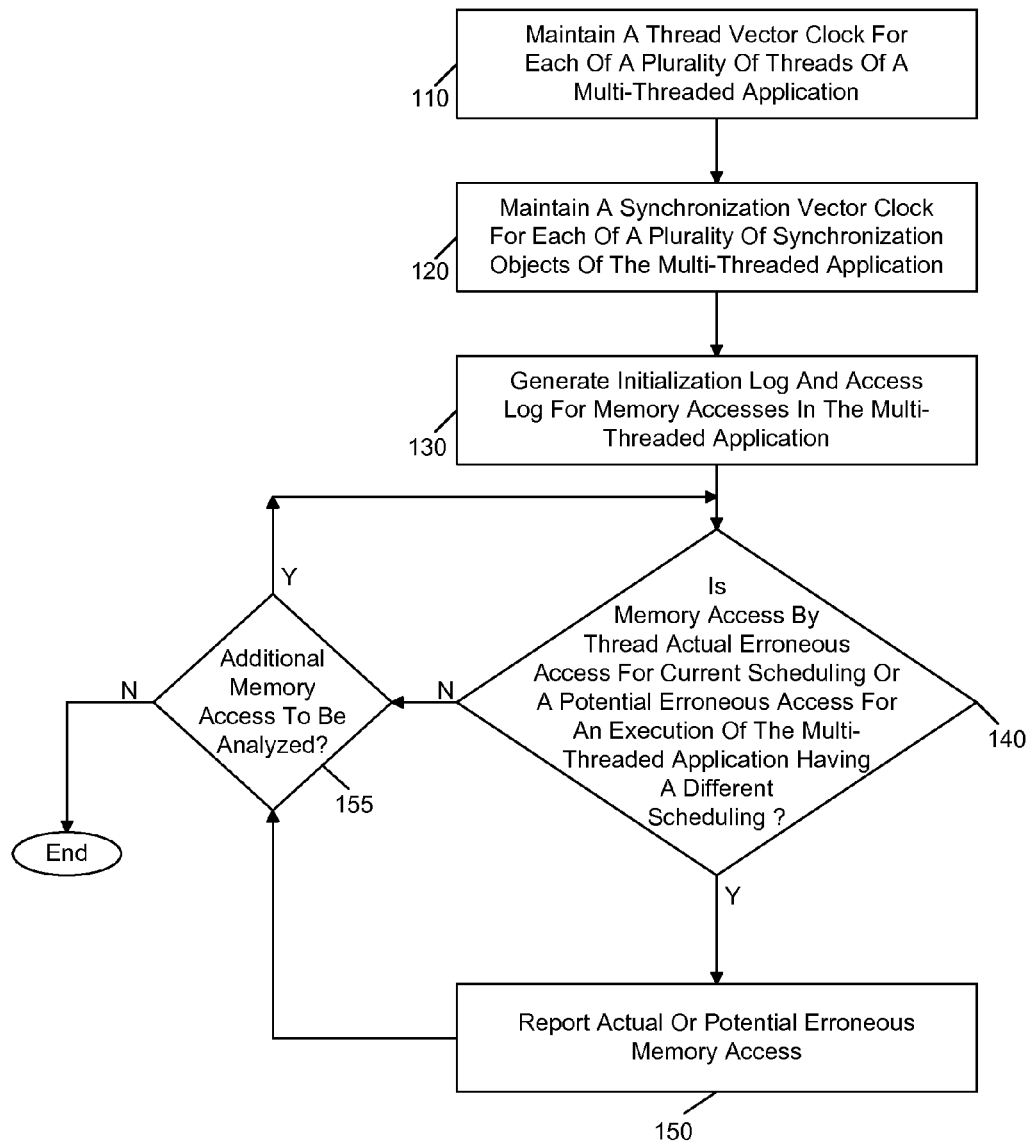 Maintain A Thread Vector Clock For
Each Of A Plurality Of Threads Of A
Multi-Threaded Application
110
Maintain A Synchronization Vector Clock
For Each Of A Plurality Of Synchronization
Objects Of The Multi-Threaded Application
120
Generate Initialization Log And Access
Log For Memory Accesses In The Multi-
Threaded Application
130
Is
Memory Access By
Thread Actual Erroneous
Access For Current Scheduling Or
A Potential Erroneous Access For
An Execution Of The Multi-
Threaded Application Having
A Different
Scheduling ?
140
N
Y
Additional
Memory
Access To Be
Analyzed?
155
Y
N
End
Report Actual Or Potential Erroneous
Memory Access
150